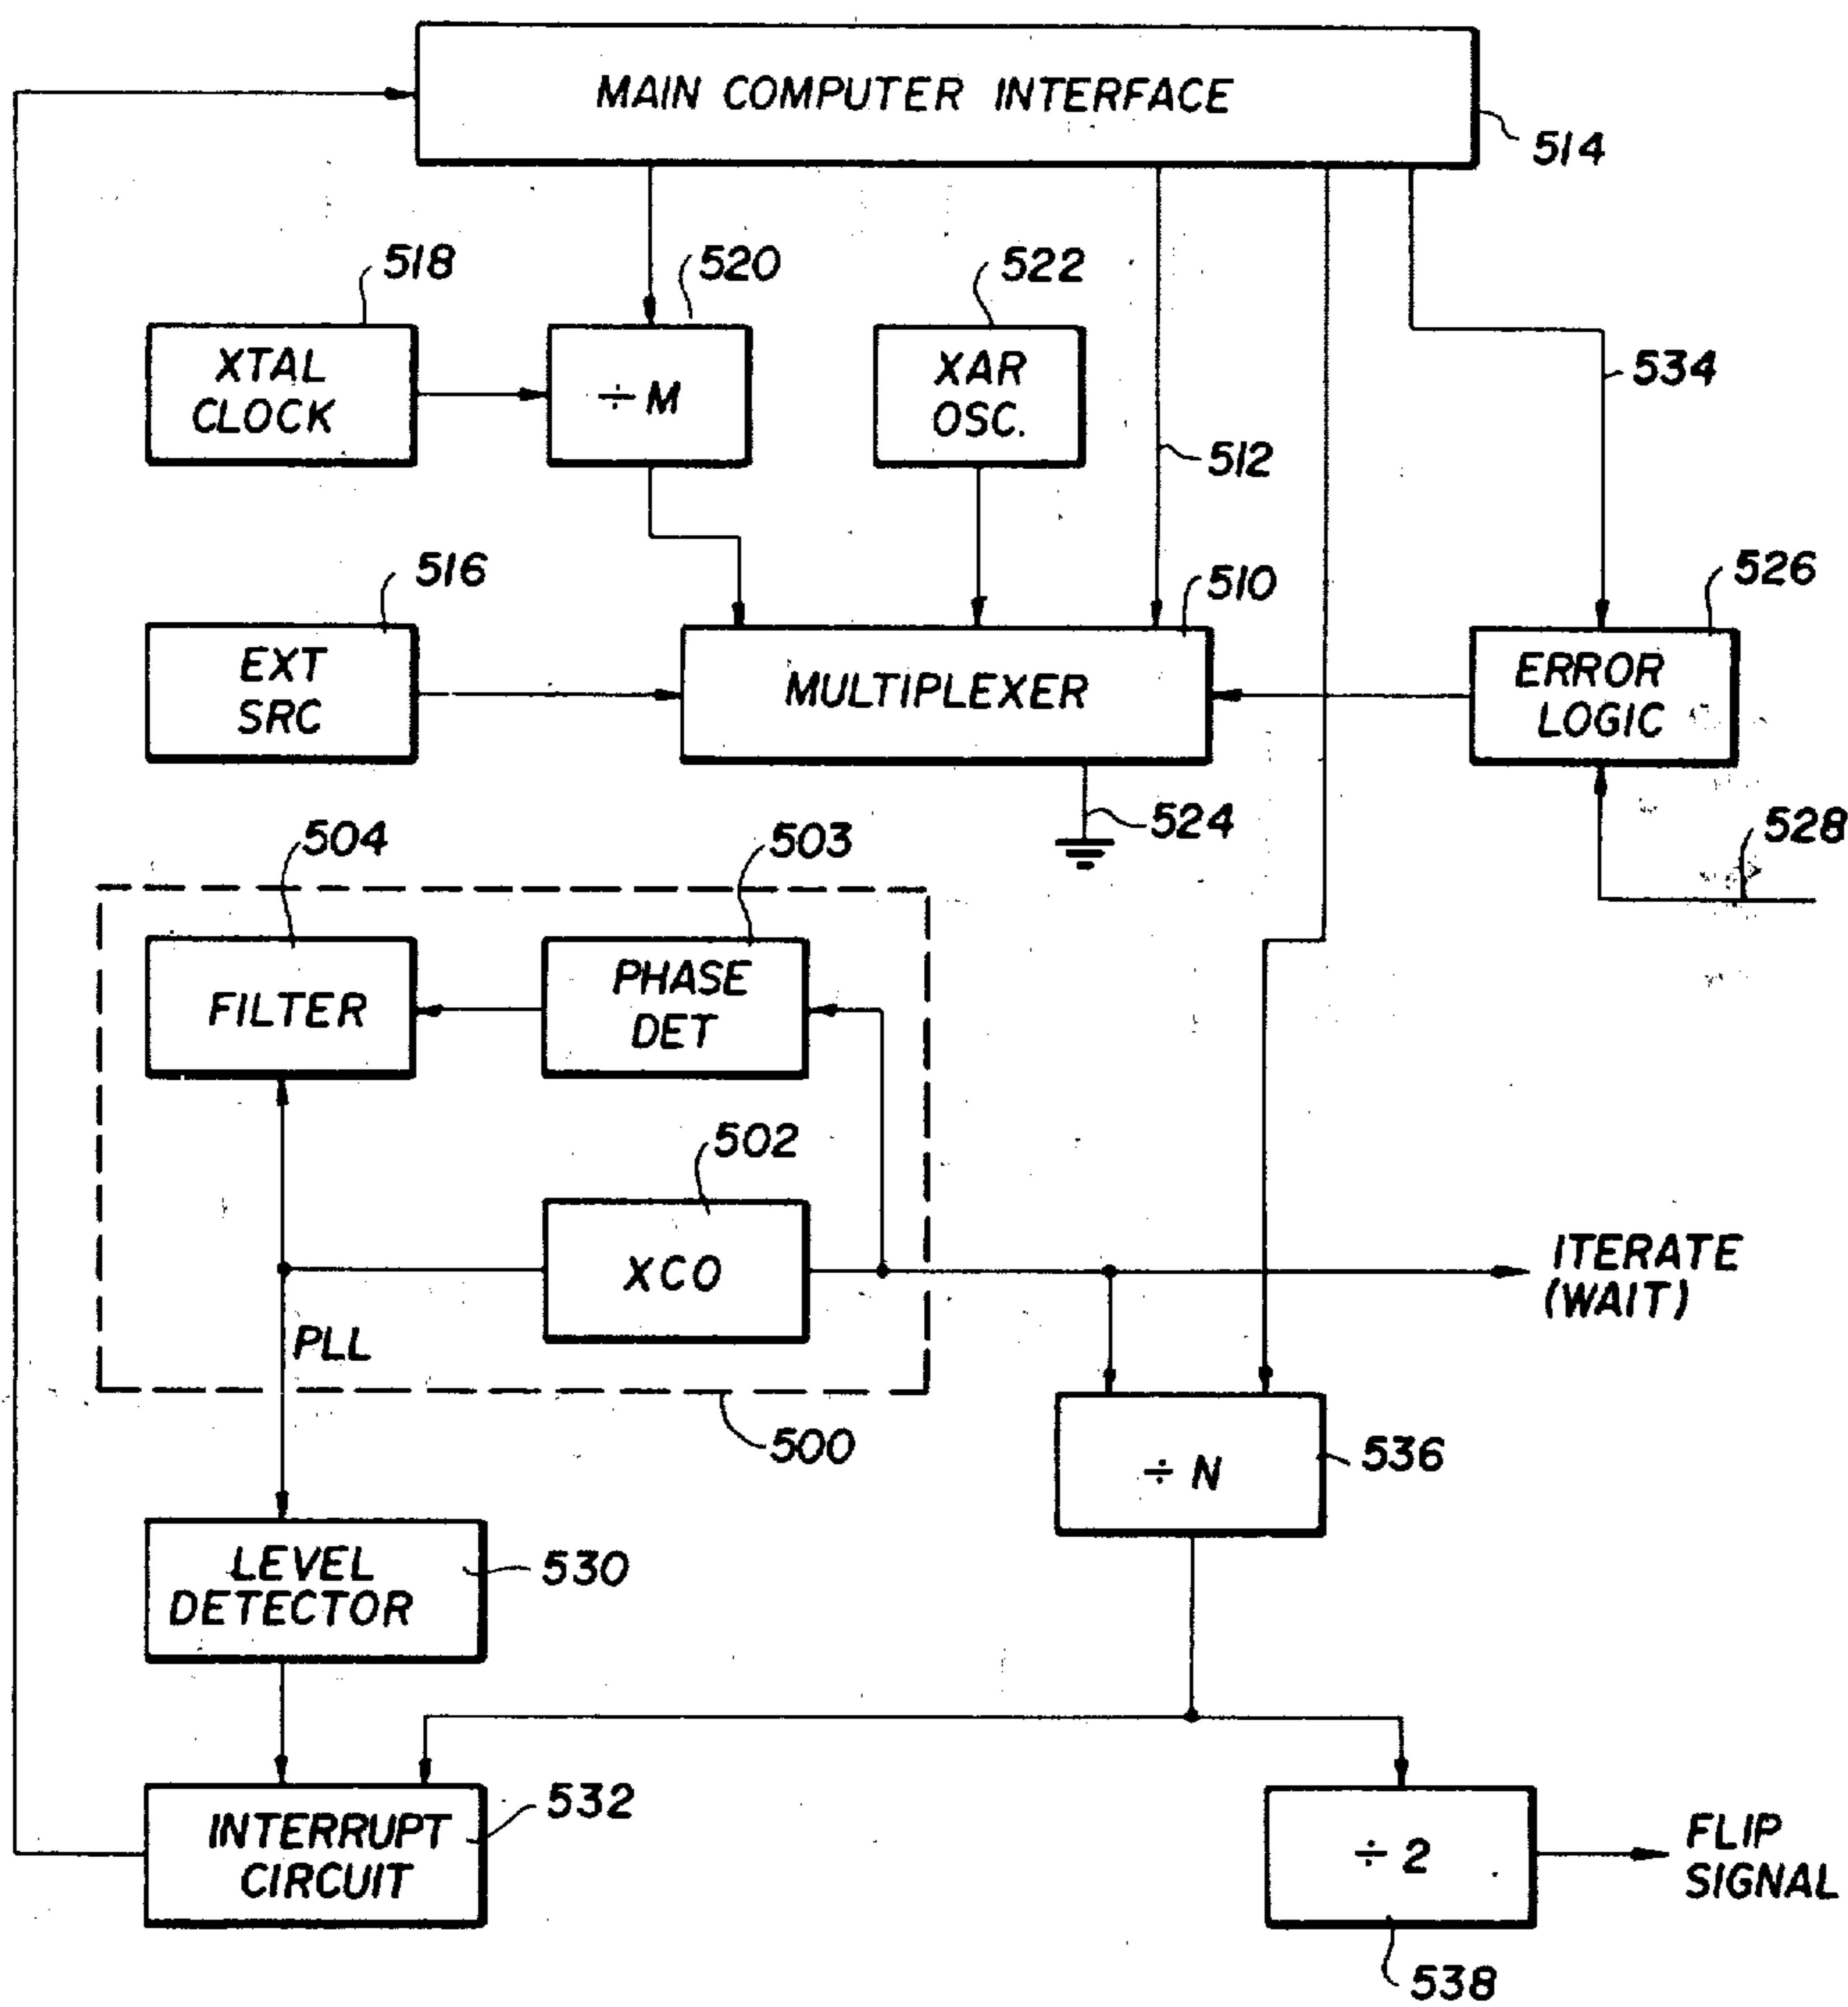 MAIN COMPUTER INTERFACE
514
518
520
522
XTAL
CLOCK
÷ M
XAR
OSC.
534
512
516
510
526
EXT
SRC
MULTIPLEXER
ERROR
LOGIC
524
528
504
503
FILTER
PHASE
DET
502
XCO
ITERATE
(WAIT)
PLL
500
÷ N
536
LEVEL
DETECTOR
530
INTERRUPT
CIRCUIT
532
÷ 2
FLIP
SIGNAL
538